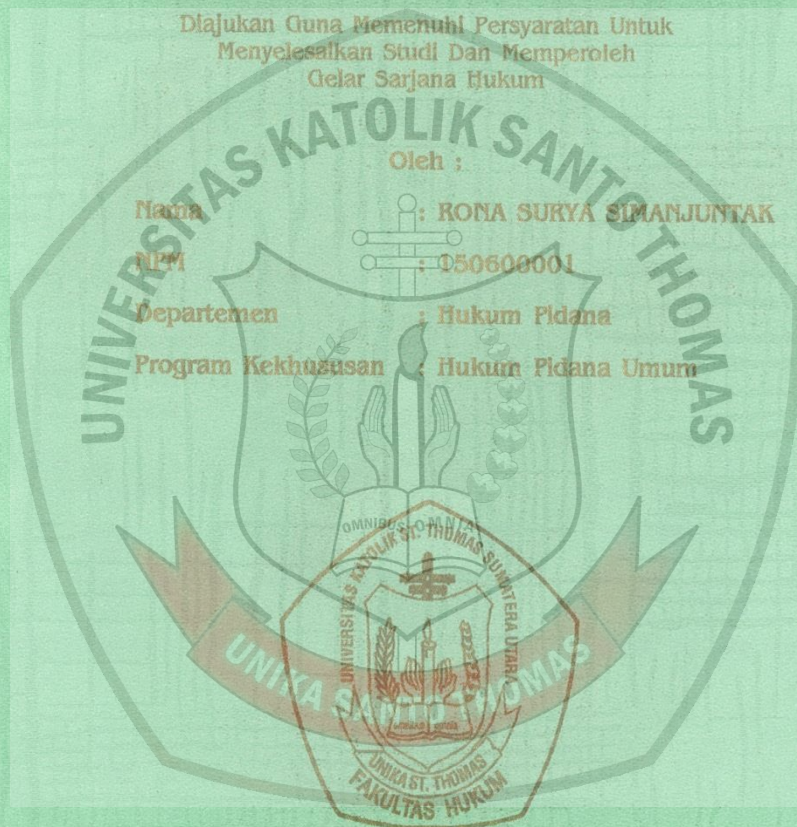 Diajukan Guna Memenuhi Persyaratan Untuk
Menyelesaikan Studi Dan Memperoleh
Gelar Sarjana Hukum
UNIVERSITAS KATOLIK SANTO THOMAS
Oleh ;
Nama : RONA SURYA SIMANJUNTAK
NPM : 150600001
Departemen : Hukum Pidana
Program Kekhususan : Hukum Pidana Umum
OMNIBUS OMNIA
UNIKA SANTO THOMAS
UNIVERSITAS KATOLIK ST. THOMAS SUMATERA UTARA
UNIKA ST. THOMAS
FAKULTAS HUKUM